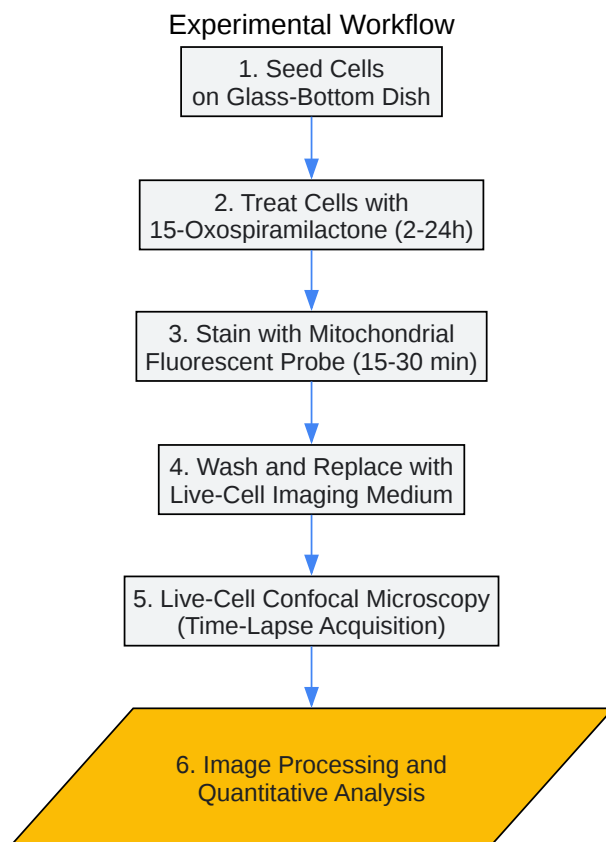 Experimental Workflow
1. Seed Cells
on Glass-Bottom Dish
2. Treat Cells with
15-Oxospiramilactone (2-24h)
3. Stain with Mitochondrial
Fluorescent Probe (15-30 min)
4. Wash and Replace with
Live-Cell Imaging Medium
5. Live-Cell Confocal Microscopy
(Time-Lapse Acquisition)
6. Image Processing and
Quantitative Analysis